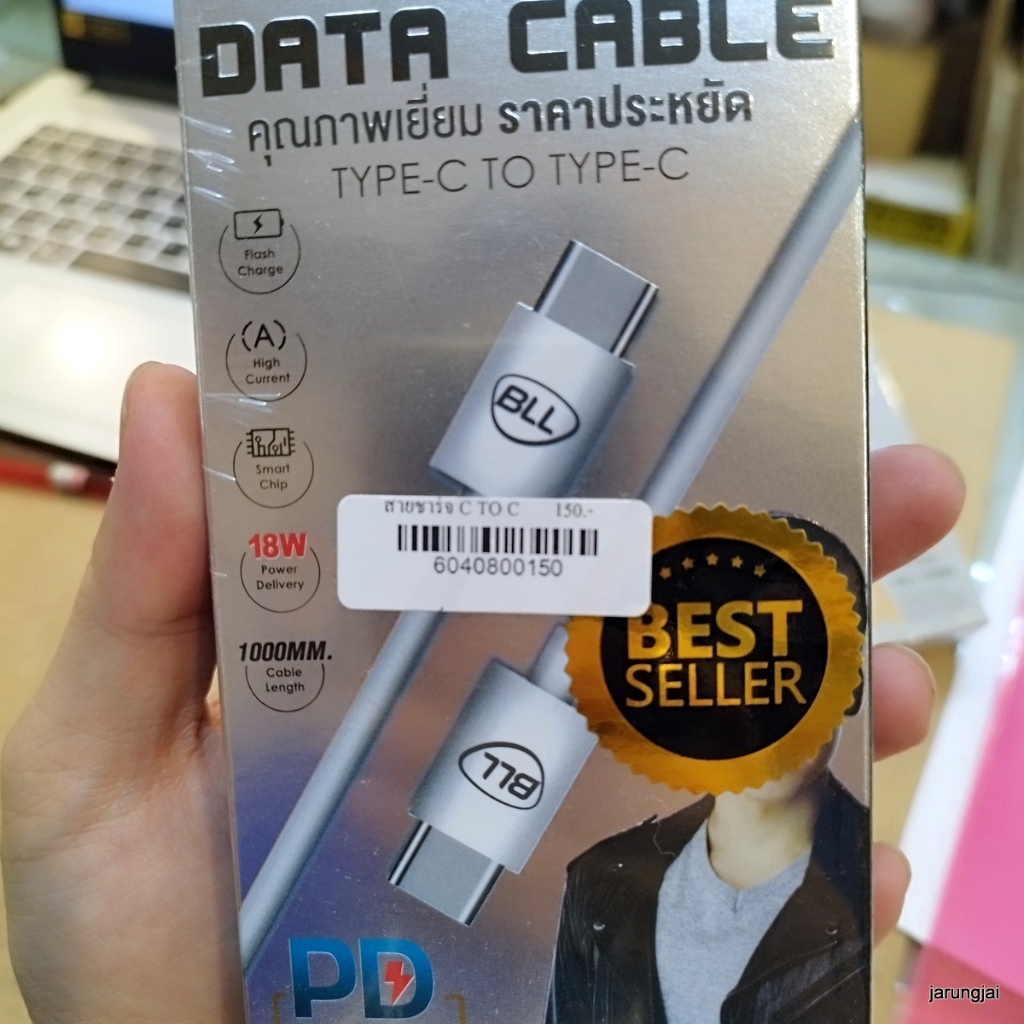 DATA CABLE
คุณภาพเยี่ยม ราคาประหยัด
TYPE-C TO TYPE-C
Flash
Charge
(A)
High
Current
Smart
Chip
18W
Power
Delivery
1000MM.
Cable
Length
BLL
สายชาร์จ C TO C 150.-
6040800150
BEST
SELLER
BLL
PD
jarungjai